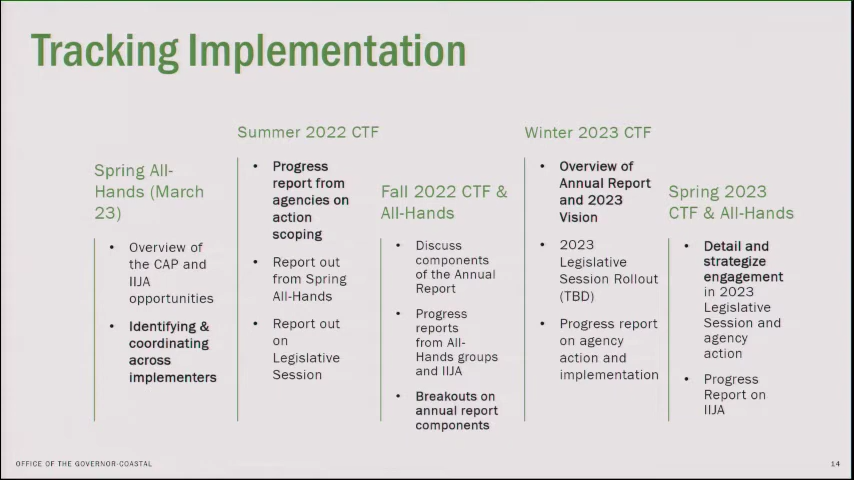 Tracking Implementation
Spring All-
Hands (March
23)
• Overview of
the CAP and
IIJA
opportunities
• Identifying &
coordinating
across
implementers
Summer 2022 CTF
• Progress
report from
agencies on
action
scoping
• Report out
from Spring
All-Hands
• Report out
on
Legislative
Session
Fall 2022 CTF &
All-Hands
• Discuss
components
of the Annual
Report
• Progress
reports
from All-
Hands groups
and IIJA
• Breakouts on
annual report
components
Winter 2023 CTF
• Overview of
Annual Report
and 2023
Vision
• 2023
Legislative
Session Rollout
(TBD)
• Progress report
on agency
action and
implementation
Spring 2023
CTF & All-Hands
• Detail and
strategize
engagement
in 2023
Legislative
Session and
agency
action
• Progress
Report on
IIJA
OFFICE OF THE GOVERNOR-COASTAL
14